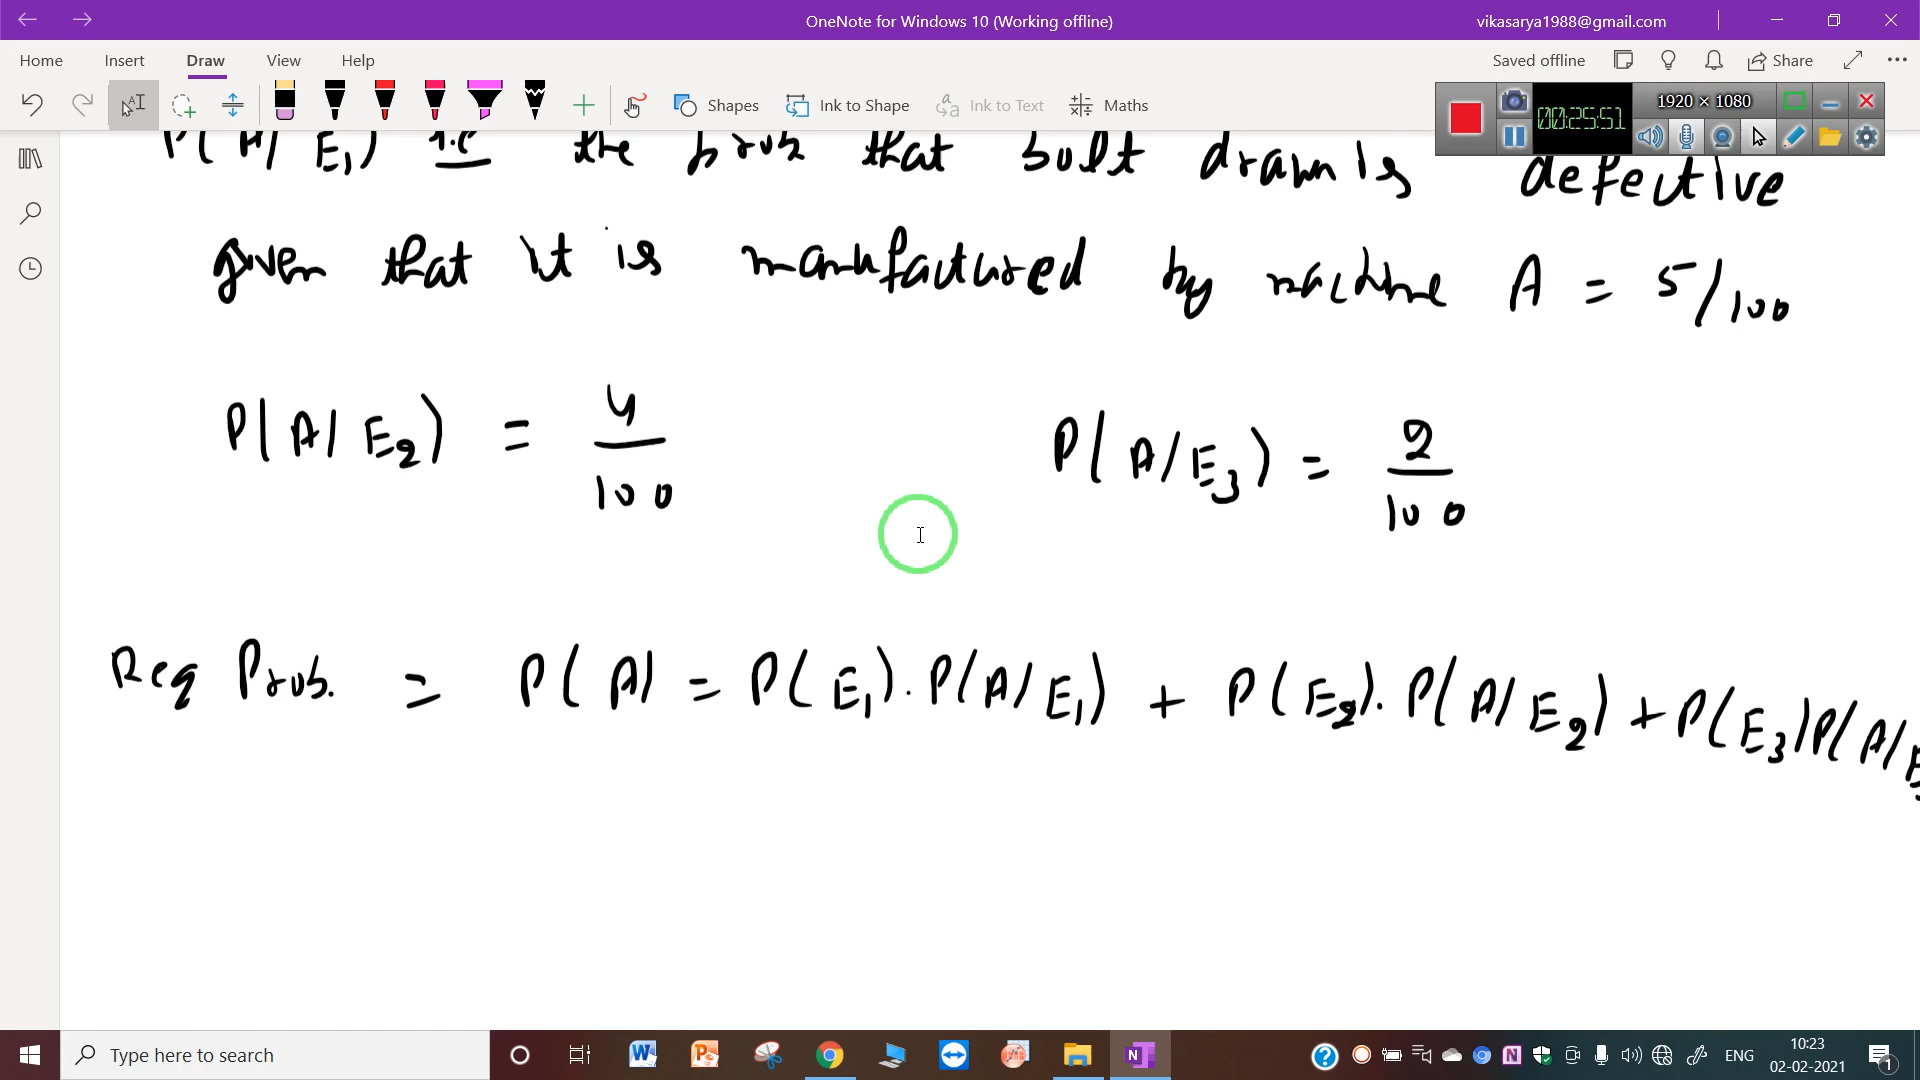 OneNote for Windows 10 (Working offline)
vikasarya1988@gmail.com
Home Insert Draw View Help
Saved offline
Share
Shapes
Ink to Shape
Ink to Text
Maths
1920 × 1080
00:25:51
P(A/E₁) i.e the prob that bolt drawn is defective
given that it is manufactured by machine A = 5/100
P(A/E₂) = 4/100
P(A/E₃) = 2/100
Req Prob. = P(A) = P(E₁).P(A/E₁) + P(E₂).P(A/E₂) + P(E₃)P(A/E₃
Type here to search
ENG
10:23
02-02-2021
1